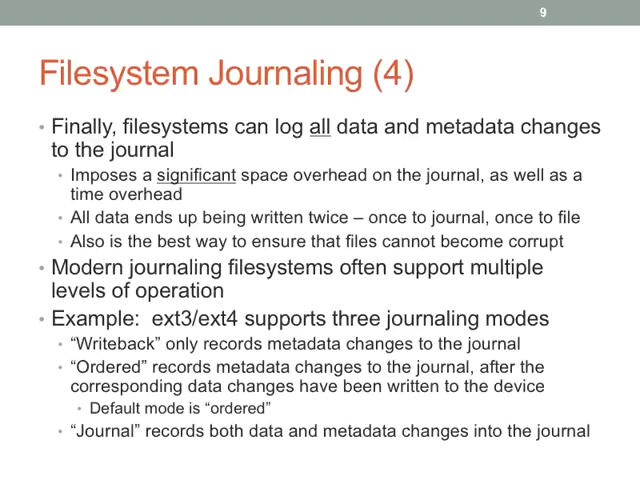 9
Filesystem Journaling (4)
• Finally, filesystems can log all data and metadata changes
to the journal
• Imposes a significant space overhead on the journal, as well as a
time overhead
• All data ends up being written twice – once to journal, once to file
• Also is the best way to ensure that files cannot become corrupt
• Modern journaling filesystems often support multiple
levels of operation
• Example:  ext3/ext4 supports three journaling modes
• “Writeback” only records metadata changes to the journal
• “Ordered” records metadata changes to the journal, after the
corresponding data changes have been written to the device
• Default mode is “ordered”
• “Journal” records both data and metadata changes into the journal